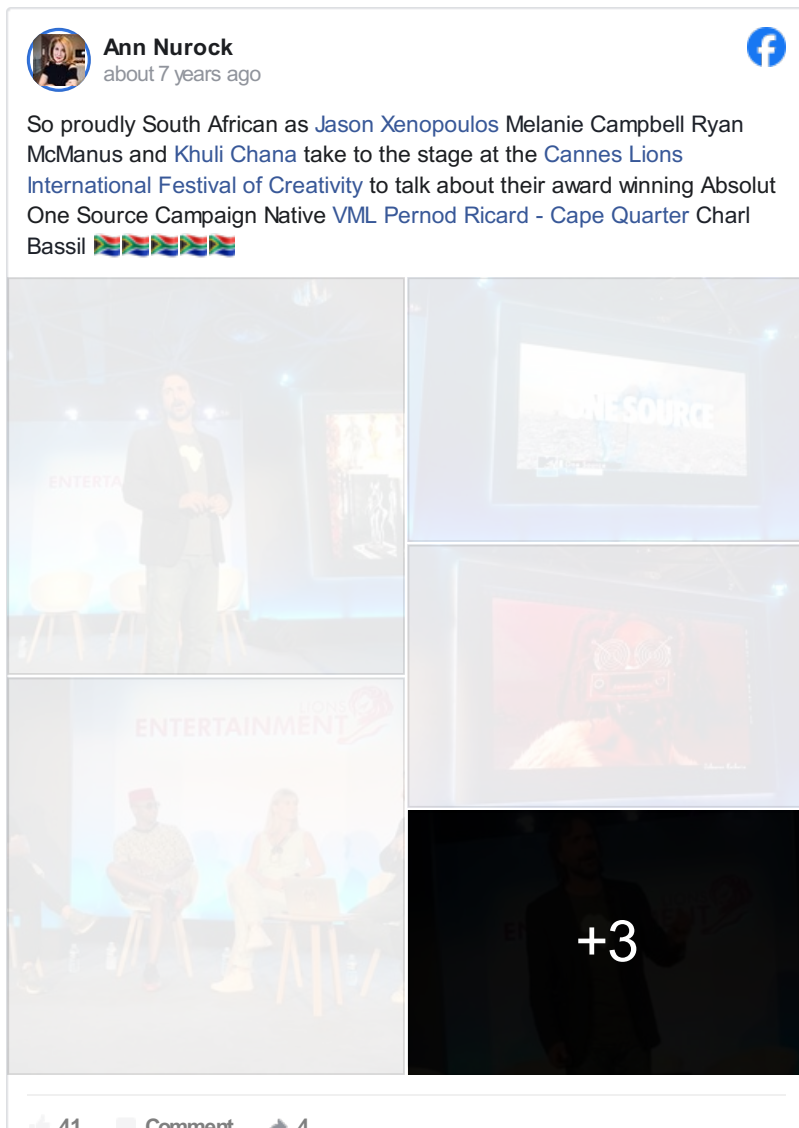 Ann Nurock
about 7 years ago
So proudly South African as Jason Xenopoulos Melanie Campbell Ryan
McManus and Khuli Chana take to the stage at the Cannes Lions
International Festival of Creativity to talk about their award winning Absolut
One Source Campaign Native VML Pernod Ricard - Cape Quarter Charl
Bassil 🇿🇦🇿🇦🇿🇦🇿🇦🇿🇦
ENTERTA
ONE SOURCE
LIONS
ENTERTAINMENT
+3
41 Comment 4